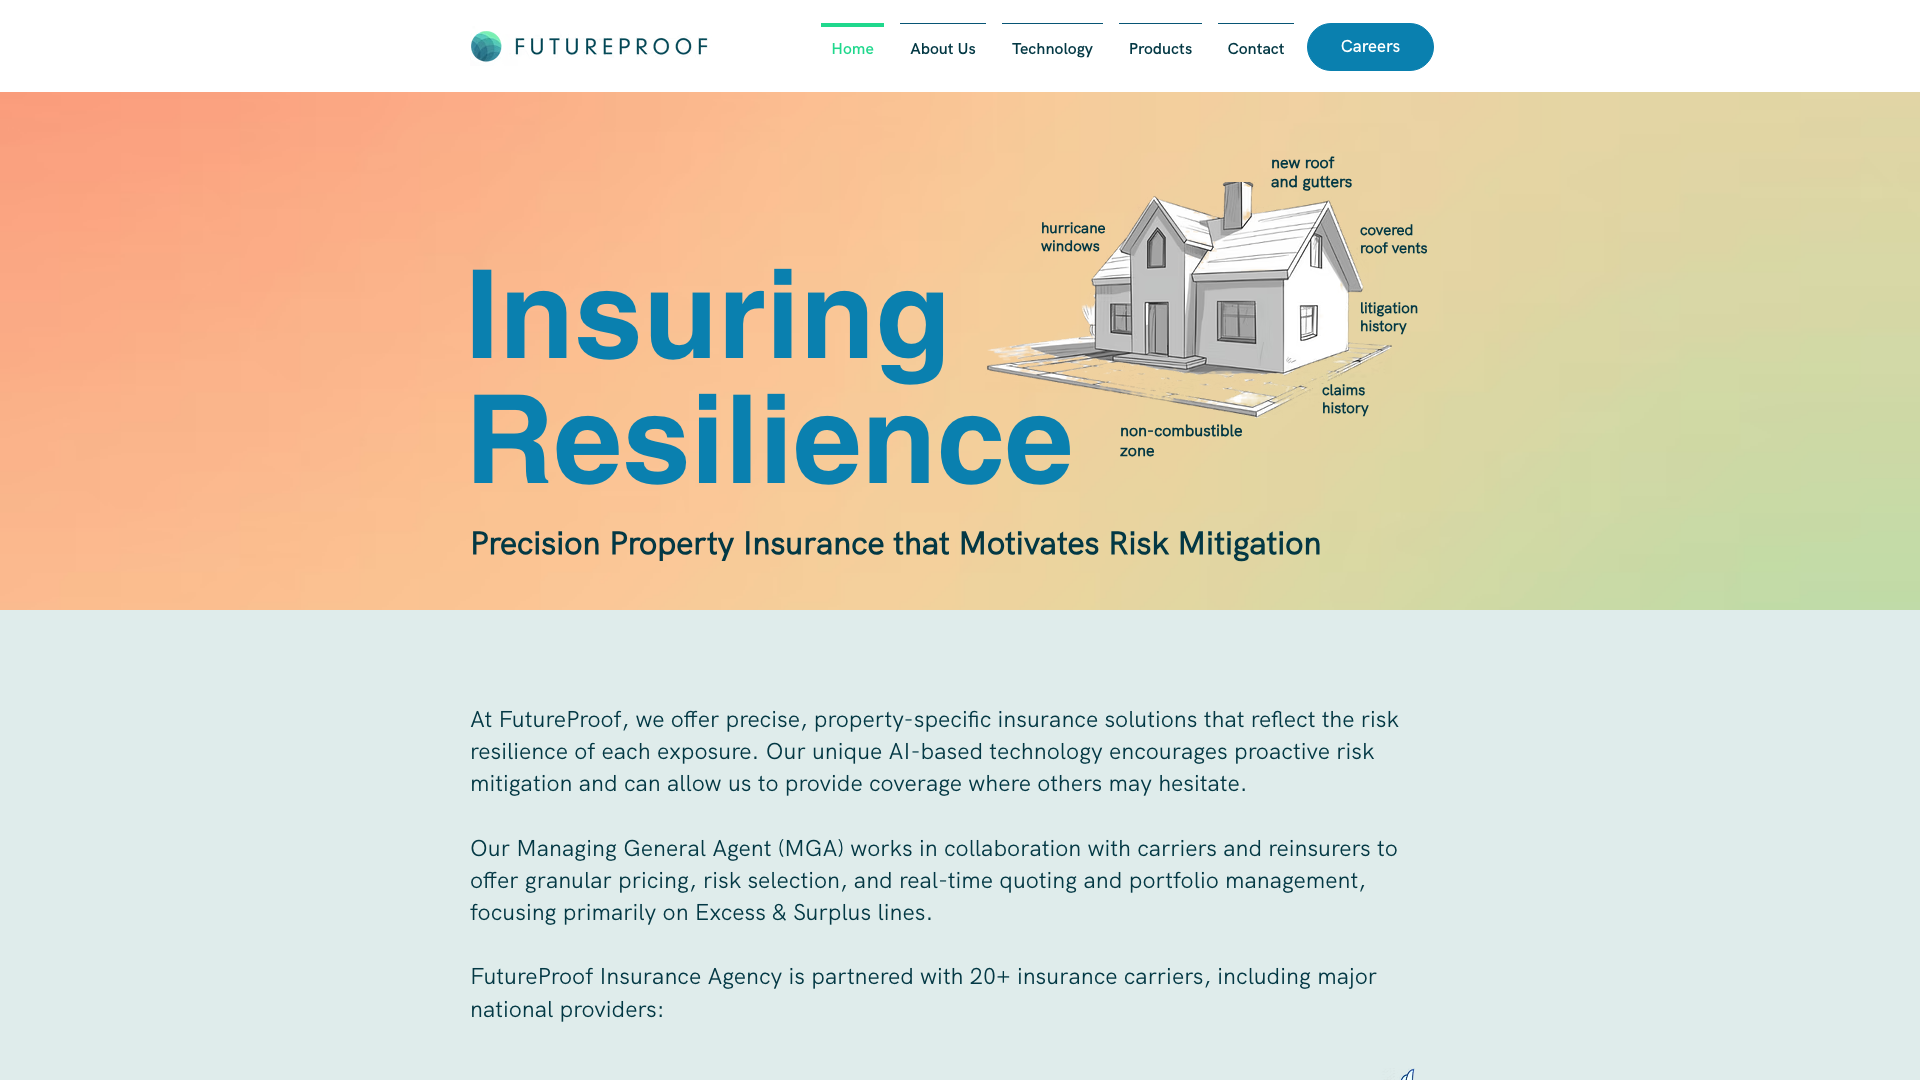 FUTUREPROOF
Home
About Us
Technology
Products
Contact
Careers
new roof
and gutters
hurricane
windows
covered
roof vents
litigation
history
claims
history
non-combustible
zone
Insuring
Resilience
Precision Property Insurance that Motivates Risk Mitigation
At FutureProof, we offer precise, property-specific insurance solutions that reflect the risk
resilience of each exposure. Our unique AI-based technology encourages proactive risk
mitigation and can allow us to provide coverage where others may hesitate.
Our Managing General Agent (MGA) works in collaboration with carriers and reinsurers to
offer granular pricing, risk selection, and real-time quoting and portfolio management,
focusing primarily on Excess & Surplus lines.
FutureProof Insurance Agency is partnered with 20+ insurance carriers, including major
national providers: